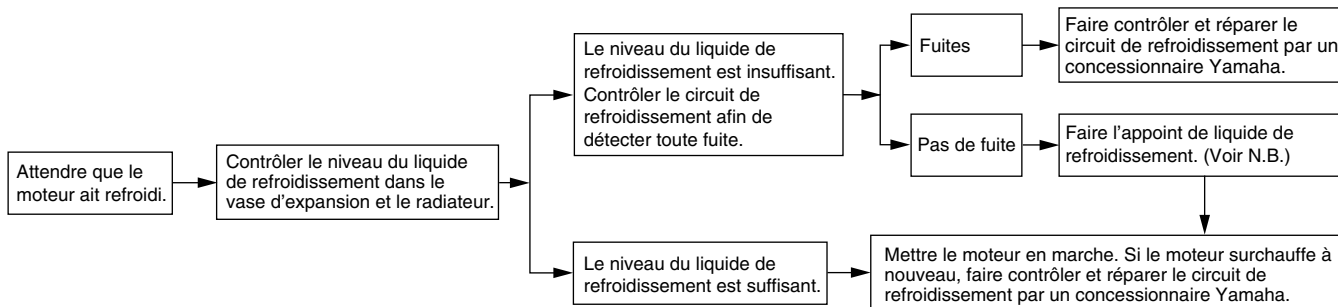 Attendre que le
moteur ait refroidi.
Contrôler le niveau du liquide
de refroidissement dans le
vase d'expansion et le radiateur.
Le niveau du liquide de
refroidissement est insuffisant.
Contrôler le circuit de
refroidissement afin de
détecter toute fuite.
Fuites
Faire contrôler et réparer le
circuit de refroidissement par un
concessionnaire Yamaha.
Pas de fuite
Faire l'appoint de liquide de
refroidissement. (Voir N.B.)
Le niveau du liquide de
refroidissement est suffisant.
Mettre le moteur en marche. Si le moteur surchauffe à
nouveau, faire contrôler et réparer le circuit de
refroidissement par un concessionnaire Yamaha.